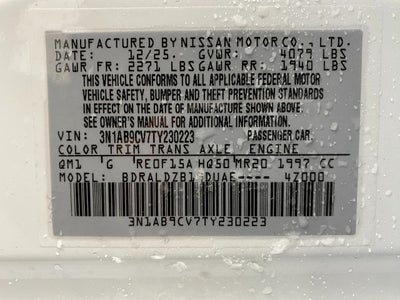 MANUFACTURED BY NISSAN MOTOR CO., LTD.
DATE: 12/25. GVWR: 4079 LBS
GAWR FR: 2271 LBS GAWR RR: 1940 LBS
THIS VEHICLE CONFORMS TO ALL APPLICABLE FEDERAL MOTOR
VEHICLE SAFETY, BUMPER AND THEFT PREVENTION STANDARDS
IN EFFECT ON THE DATE OF MANUFACTURE SHOWN ABOVE.
SEE OWNER'S MANUAL FOR ADDITIONAL INFORMATION.
VIN: 3N1AB9CV7TY230223 PASSENGER CAR.
COLOR TRIM TRANS AXLE ENGINE
QM1 G RE0F15A HQ50 MR20 1997 CC
MODEL: BDRALDZB1 DUAE---- 4Z000
3N1AB9CV7TY230223